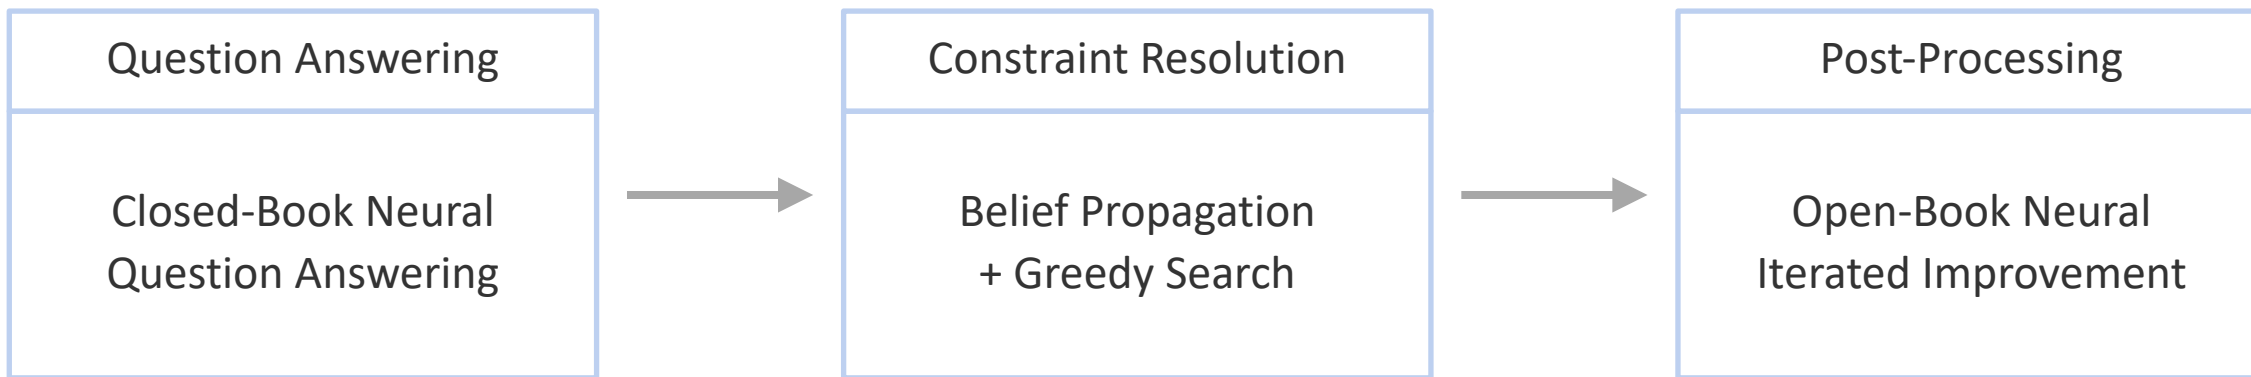 Question Answering
Closed-Book Neural
Question Answering
Constraint Resolution
Belief Propagation
+ Greedy Search
Post-Processing
Open-Book Neural
Iterated Improvement